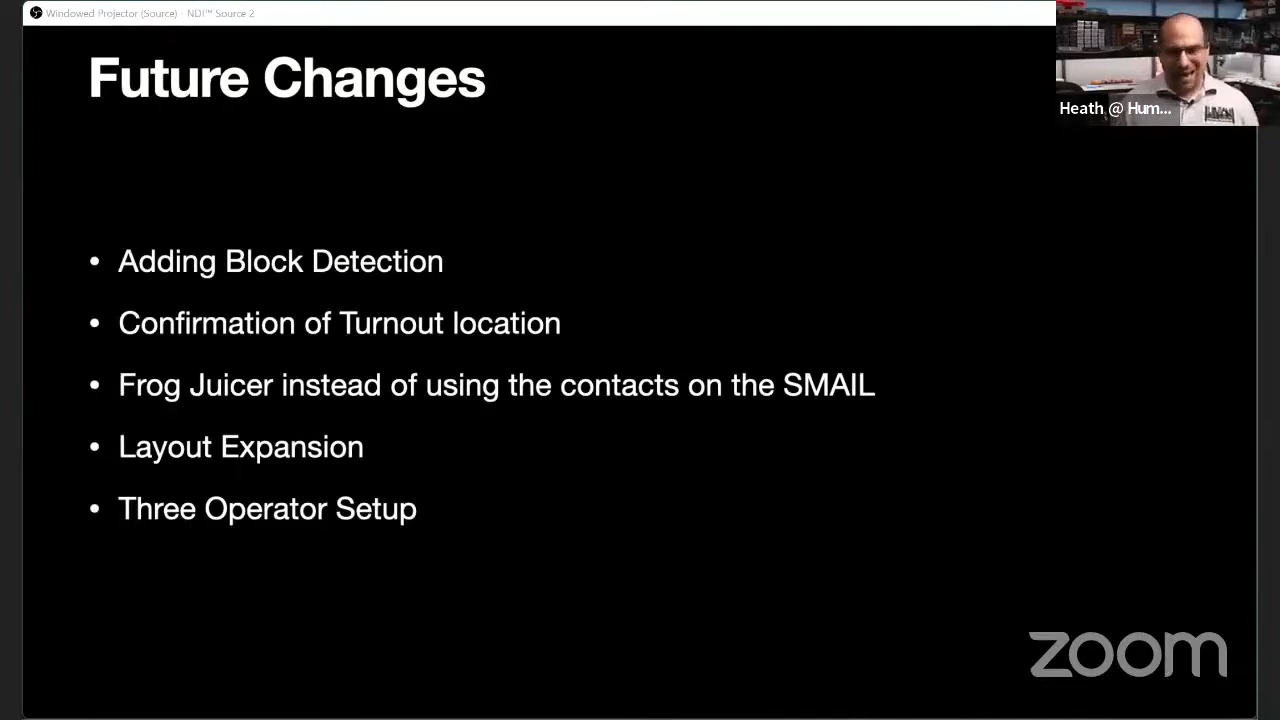 Windowed Projector (Source) - NDI™ Source 2
Future Changes
Heath @ Hum...
• Adding Block Detection
• Confirmation of Turnout location
• Frog Juicer instead of using the contacts on the SMAIL
• Layout Expansion
• Three Operator Setup
zoom